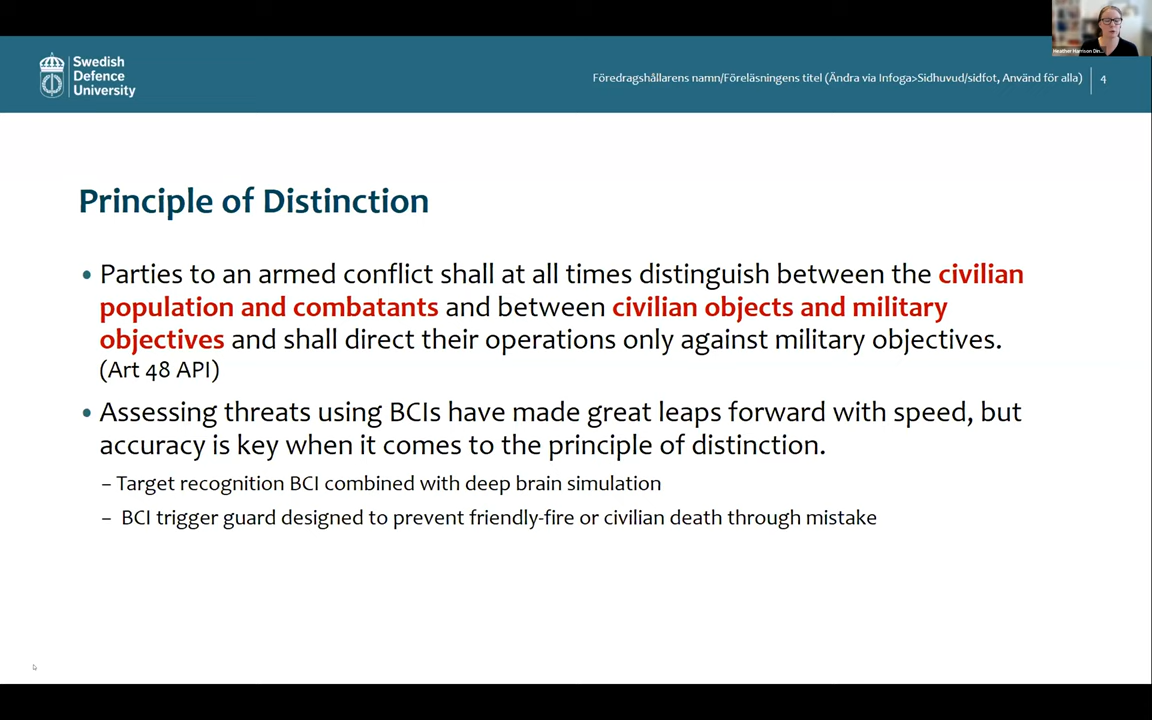 Swedish
Defence
University
Föredragshållarens namn/Föreläsningens titel (Ändra via Infoga>Sidhuvud/sidfot, Använd för alla)
4
Heather Harrison Din...
Principle of Distinction
• Parties to an armed conflict shall at all times distinguish between the civilian
population and combatants and between civilian objects and military
objectives and shall direct their operations only against military objectives.
(Art 48 API)
• Assessing threats using BCIs have made great leaps forward with speed, but
accuracy is key when it comes to the principle of distinction.
– Target recognition BCI combined with deep brain simulation
– BCI trigger guard designed to prevent friendly-fire or civilian death through mistake